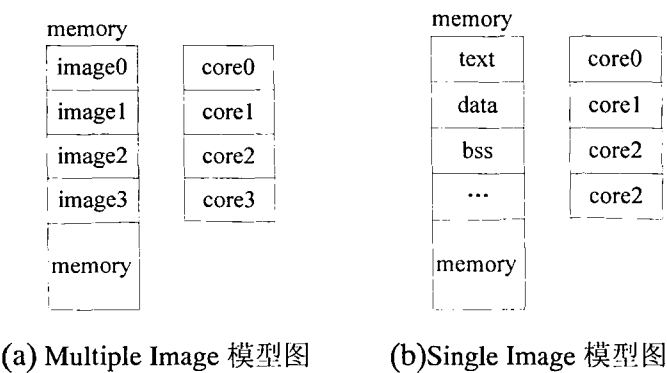 memory
image0
image1
image2
image3
memory
core0
core1
core2
core3
(a) Multiple Image 模型图
memory
text
data
bss
...
memory
core0
core1
core2
core2
(b)Single Image 模型图